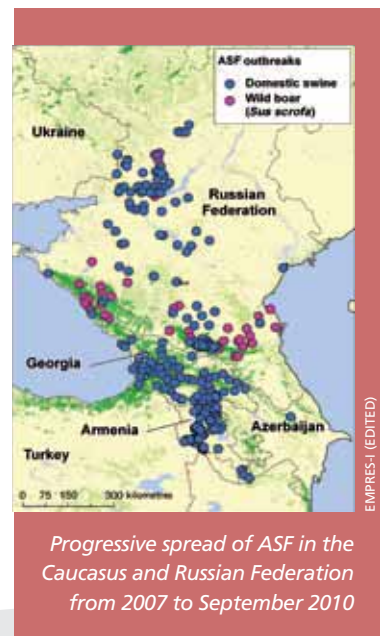 ASF outbreaks
Domestic swine
Wild boar
(Sus scrofa)
Ukraine
Russian
Federation
Georgia
Armenia
Azerbaijan
Turkey
0 75 150 300 kilometres
EMPRES-I (EDITED)
Progressive spread of ASF in the
Caucasus and Russian Federation
from 2007 to September 2010